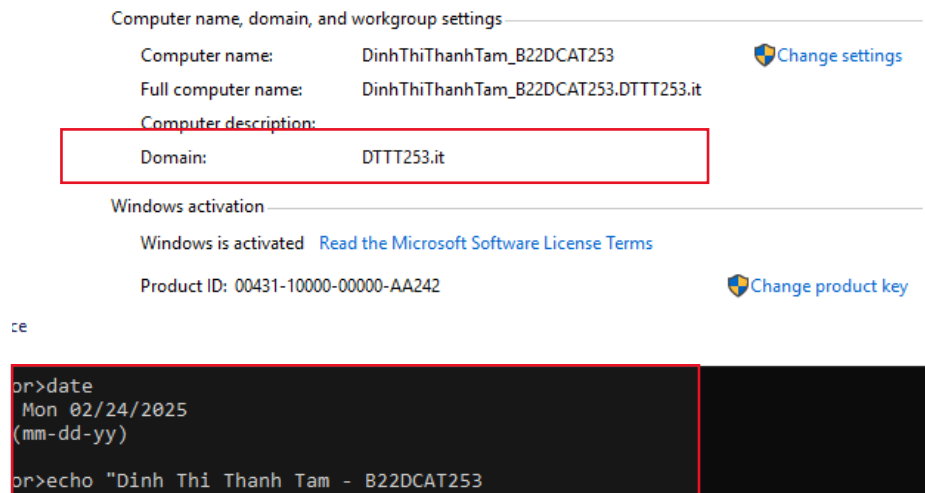 Computer name, domain, and workgroup settings
Computer name: DinhThiThanhTam_B22DCAT253 Change settings
Full computer name: DinhThiThanhTam_B22DCAT253.DTTT253.it
Computer description:
Domain: DTTT253.it
Windows activation
Windows is activated Read the Microsoft Software License Terms
Product ID: 00431-10000-00000-AA242 Change product key
ce
or>date
Mon 02/24/2025
(mm-dd-yy)
or>echo "Dinh Thi Thanh Tam - B22DCAT253